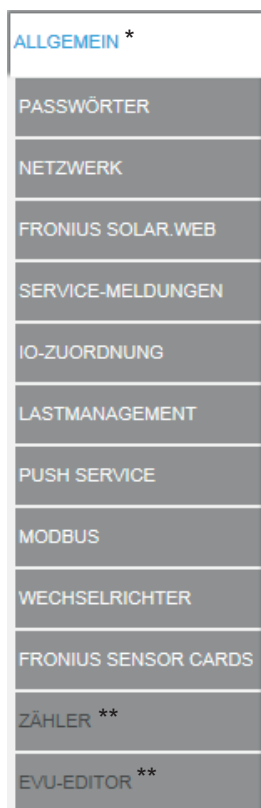 ALLGEMEIN *
PASSWÖRTER
NETZWERK
FRONIUS SOLAR.WEB
SERVICE-MELDUNGEN
IO-ZUORDNUNG
LASTMANAGEMENT
PUSH SERVICE
MODBUS
WECHSELRICHTER
FRONIUS SENSOR CARDS
ZÄHLER **
EVU-EDITOR **